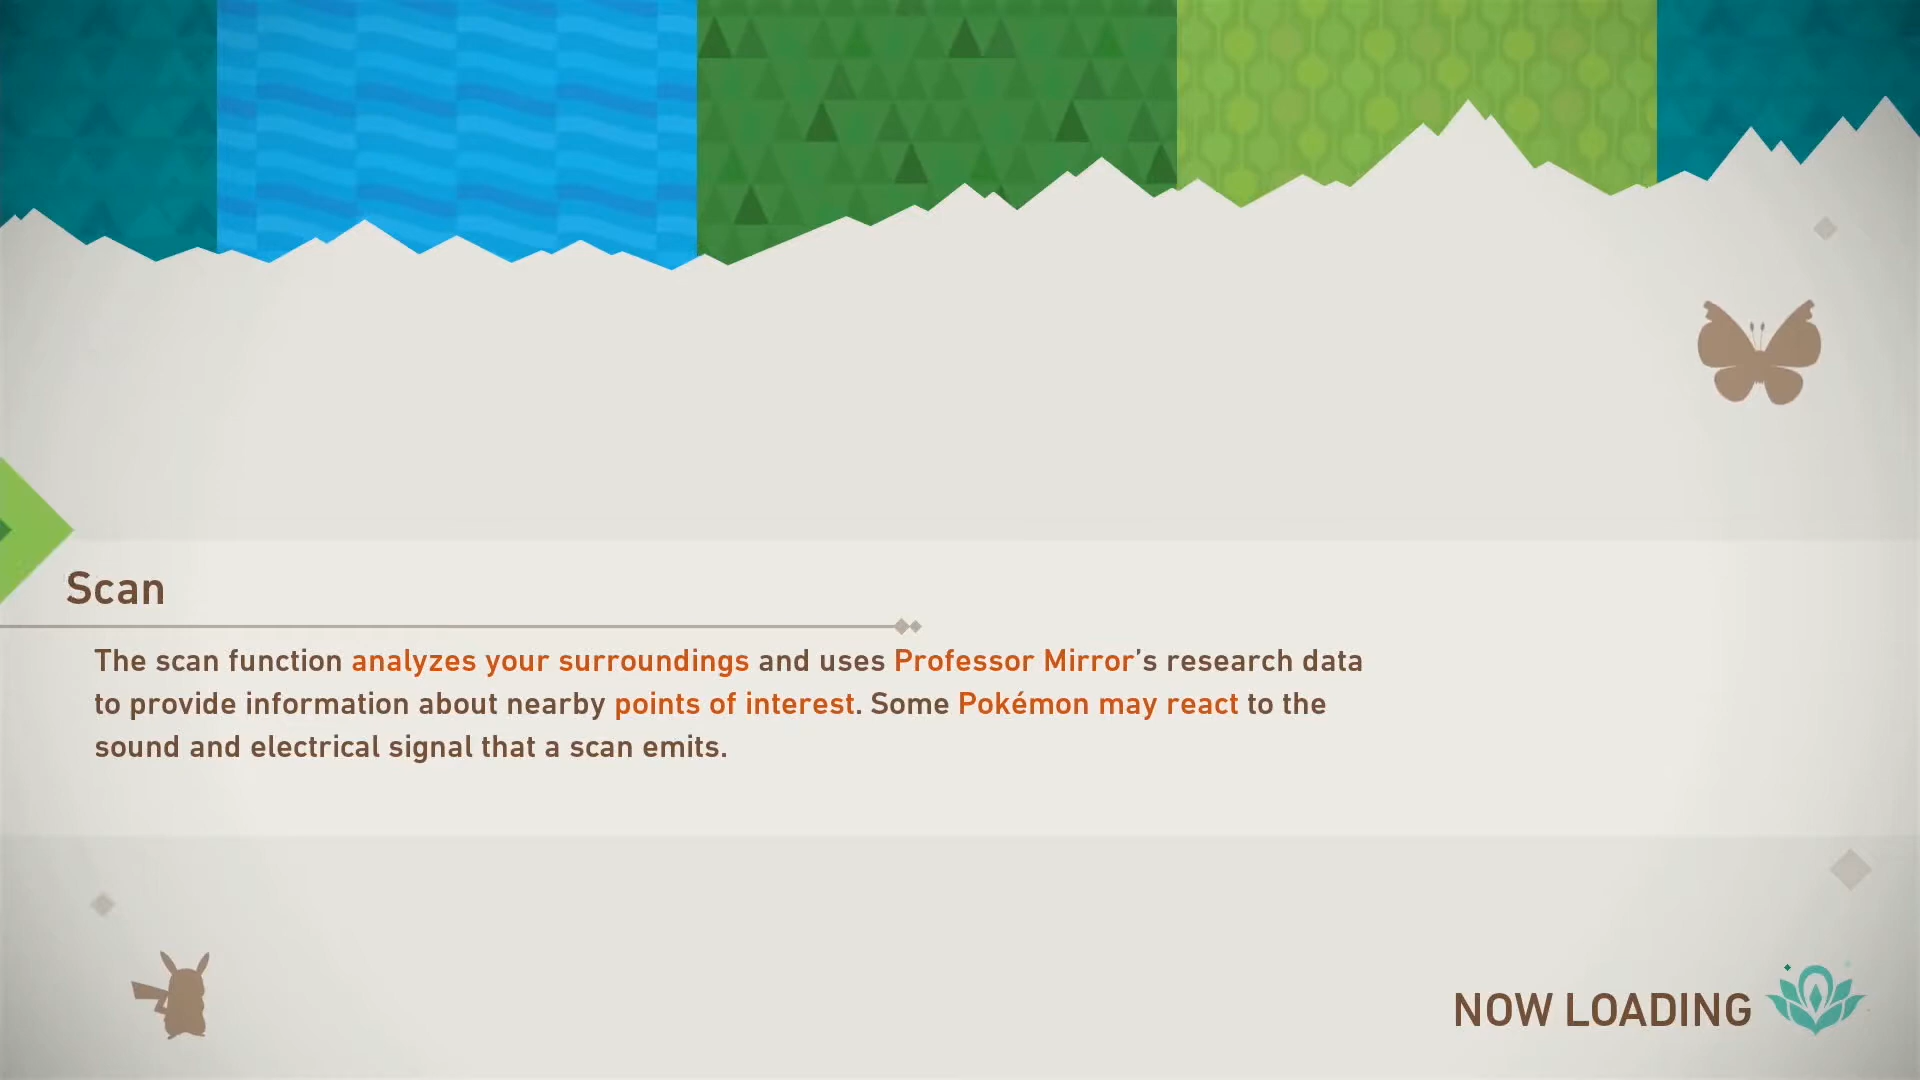 Scan
The scan function analyzes your surroundings and uses Professor Mirror’s research data
to provide information about nearby points of interest. Some Pokémon may react to the
sound and electrical signal that a scan emits.
NOW LOADING